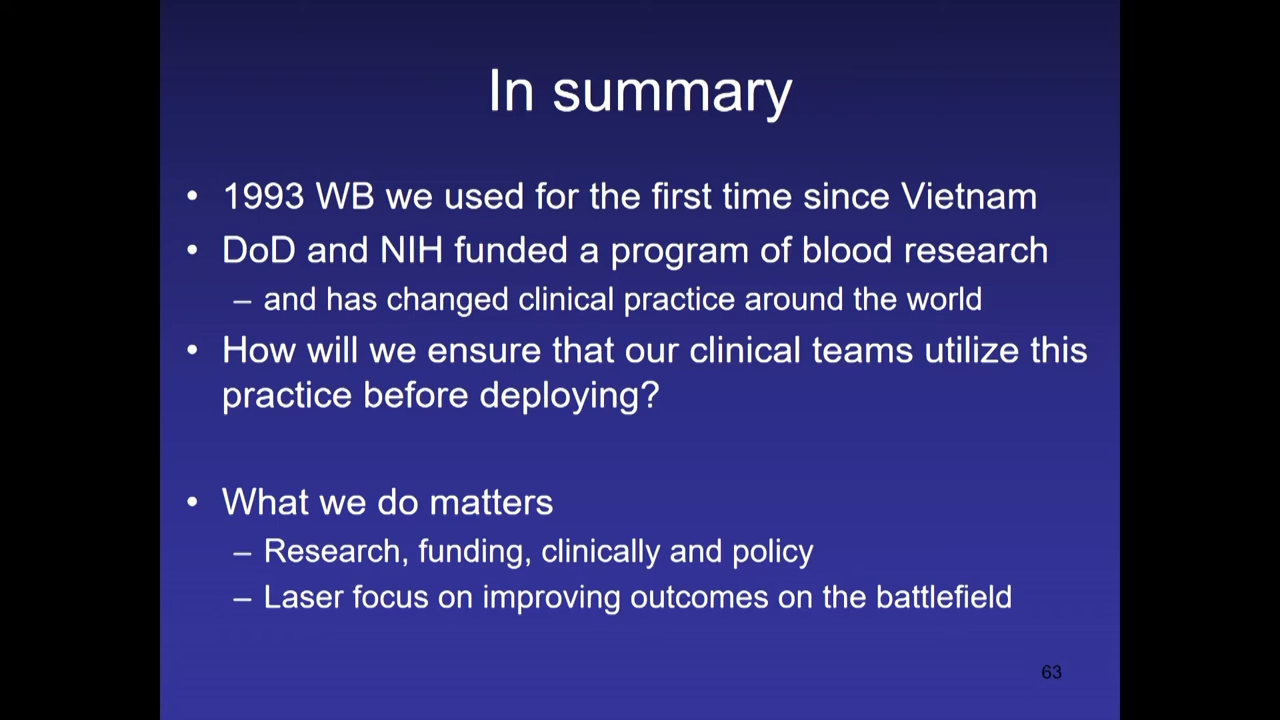 In summary
• 1993 WB we used for the first time since Vietnam
• DoD and NIH funded a program of blood research
– and has changed clinical practice around the world
• How will we ensure that our clinical teams utilize this
practice before deploying?
• What we do matters
– Research, funding, clinically and policy
– Laser focus on improving outcomes on the battlefield
63